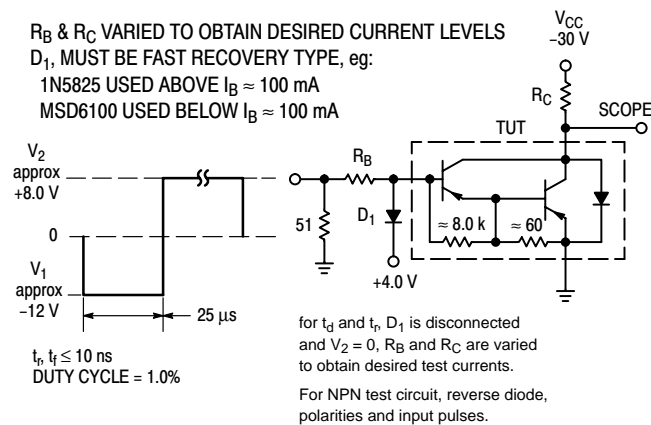 R_B & R_C VARIED TO OBTAIN DESIRED CURRENT LEVELS
D_1, MUST BE FAST RECOVERY TYPE, eg:
1N5825 USED ABOVE I_B ≈ 100 mA
MSD6100 USED BELOW I_B ≈ 100 mA
V_CC
−30 V
R_C
SCOPE
TUT
V_2
approx
+8.0 V
R_B
51
D_1
≈ 8.0 k
≈ 60
0
+4.0 V
V_1
approx
−12 V
25 μs
t_r, t_f ≤ 10 ns
DUTY CYCLE = 1.0%
for t_d and t_r, D_1 is disconnected
and V_2 = 0, R_B and R_C are varied
to obtain desired test currents.
For NPN test circuit, reverse diode,
polarities and input pulses.